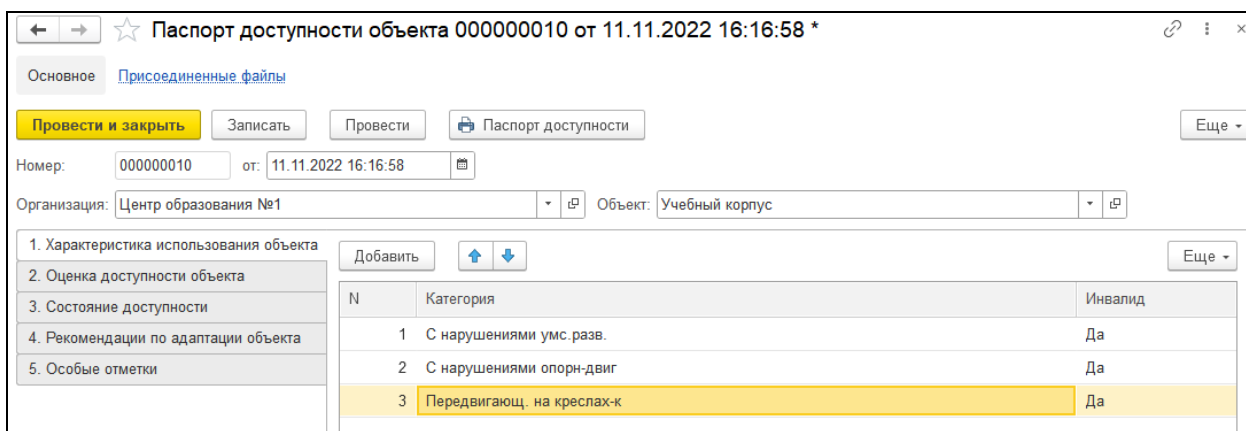 Паспорт доступности объекта 000000010 от 11.11.2022 16:16:58 *
Основное Присоединенные файлы
Провести и закрыть Записать Провести Паспорт доступности Еще
Номер: 000000010 от: 11.11.2022 16:16:58
Организация: Центр образования №1 Объект: Учебный корпус
1. Характеристика использования объекта
2. Оценка доступности объекта
3. Состояние доступности
4. Рекомендации по адаптации объекта
5. Особые отметки
Добавить Еще
N Категория Инвалид
1 С нарушениями умс.разв. Да
2 С нарушениями опорн-двиг Да
3 Передвигающ. на креслах-к Да